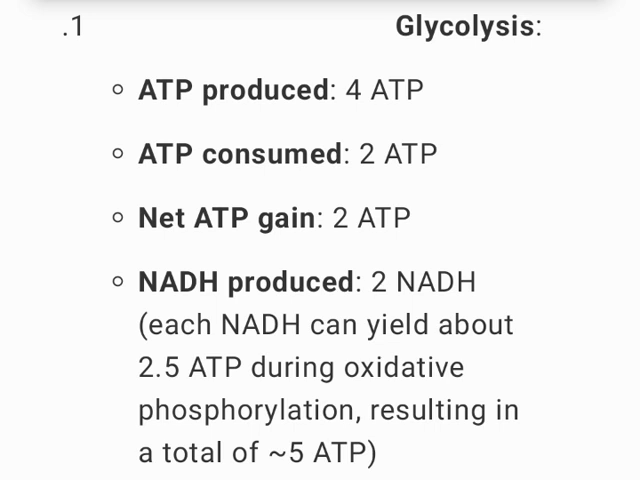 .1 Glycolysis:
○ ATP produced: 4 ATP
○ ATP consumed: 2 ATP
○ Net ATP gain: 2 ATP
○ NADH produced: 2 NADH
(each NADH can yield about
2.5 ATP during oxidative
phosphorylation, resulting in
a total of ~5 ATP)